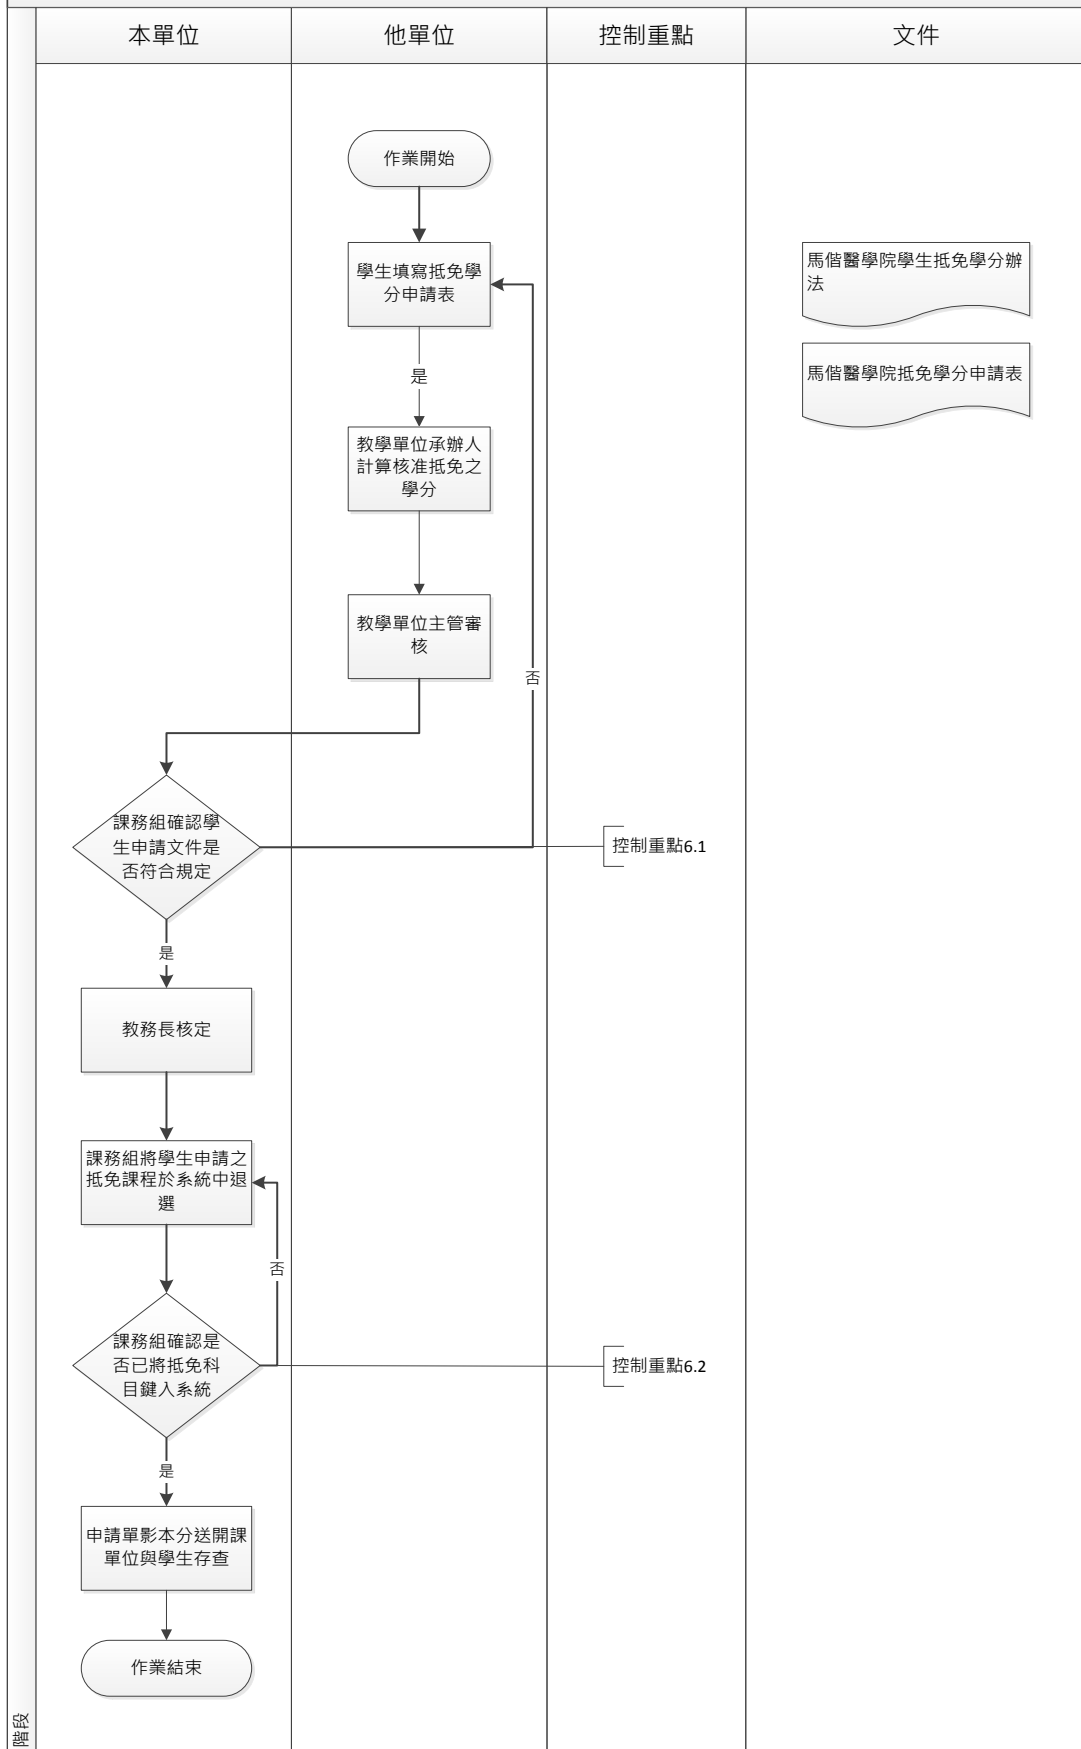 本單位
他單位
控制重點
文件
作業開始
學生填寫抵免學
分申請表
馬偕醫學院學生抵免學分辦
法
馬偕醫學院抵免學分申請表
是
教學單位承辦人
計算核准抵免之
學分
教學單位主管審
核
否
課務組確認學
生申請文件是
否符合規定
控制重點6.1
是
教務長核定
課務組將學生申請之
抵免課程於系統中退
選
否
課務組確認是
否已將抵免科
目鍵入系統
控制重點6.2
是
申請單影本分送開課
單位與學生存查
作業結束
階段